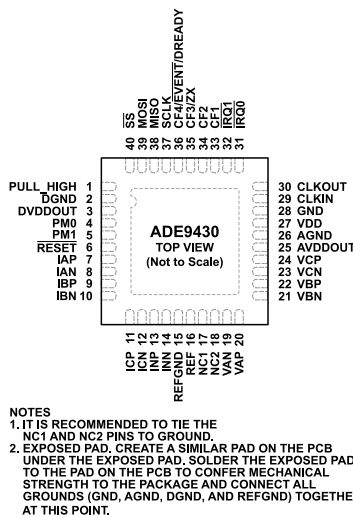 40 SS
39 MOSI
38 MISO
37 SCLK
36 CF4/EVENT/DREADY
35 CF3/ZX
34 CF2
33 CF1
32 IRQ1
31 IRQ0
PULL_HIGH 1
DGND 2
DVDDOUT 3
PM0 4
PM1 5
RESET 6
IAP 7
IAN 8
IBP 9
IBN 10
ADE9430
TOP VIEW
(Not to Scale)
30 CLKOUT
29 CLKIN
28 GND
27 VDD
26 AGND
25 AVDDOUT
24 VCP
23 VCN
22 VBP
21 VBN
ICP 11
ICN 12
INP 13
INN 14
REFGND 15
REF 16
NC1 17
NC2 18
VAN 19
VAP 20
NOTES
1. IT IS RECOMMENDED TO TIE THE
NC1 AND NC2 PINS TO GROUND.
2. EXPOSED PAD. CREATE A SIMILAR PAD ON THE PCB
UNDER THE EXPOSED PAD. SOLDER THE EXPOSED PAD
TO THE PAD ON THE PCB TO CONFER MECHANICAL
STRENGTH TO THE PACKAGE AND CONNECT ALL
GROUNDS (GND, AGND, DGND, AND REFGND) TOGETHER
AT THIS POINT.